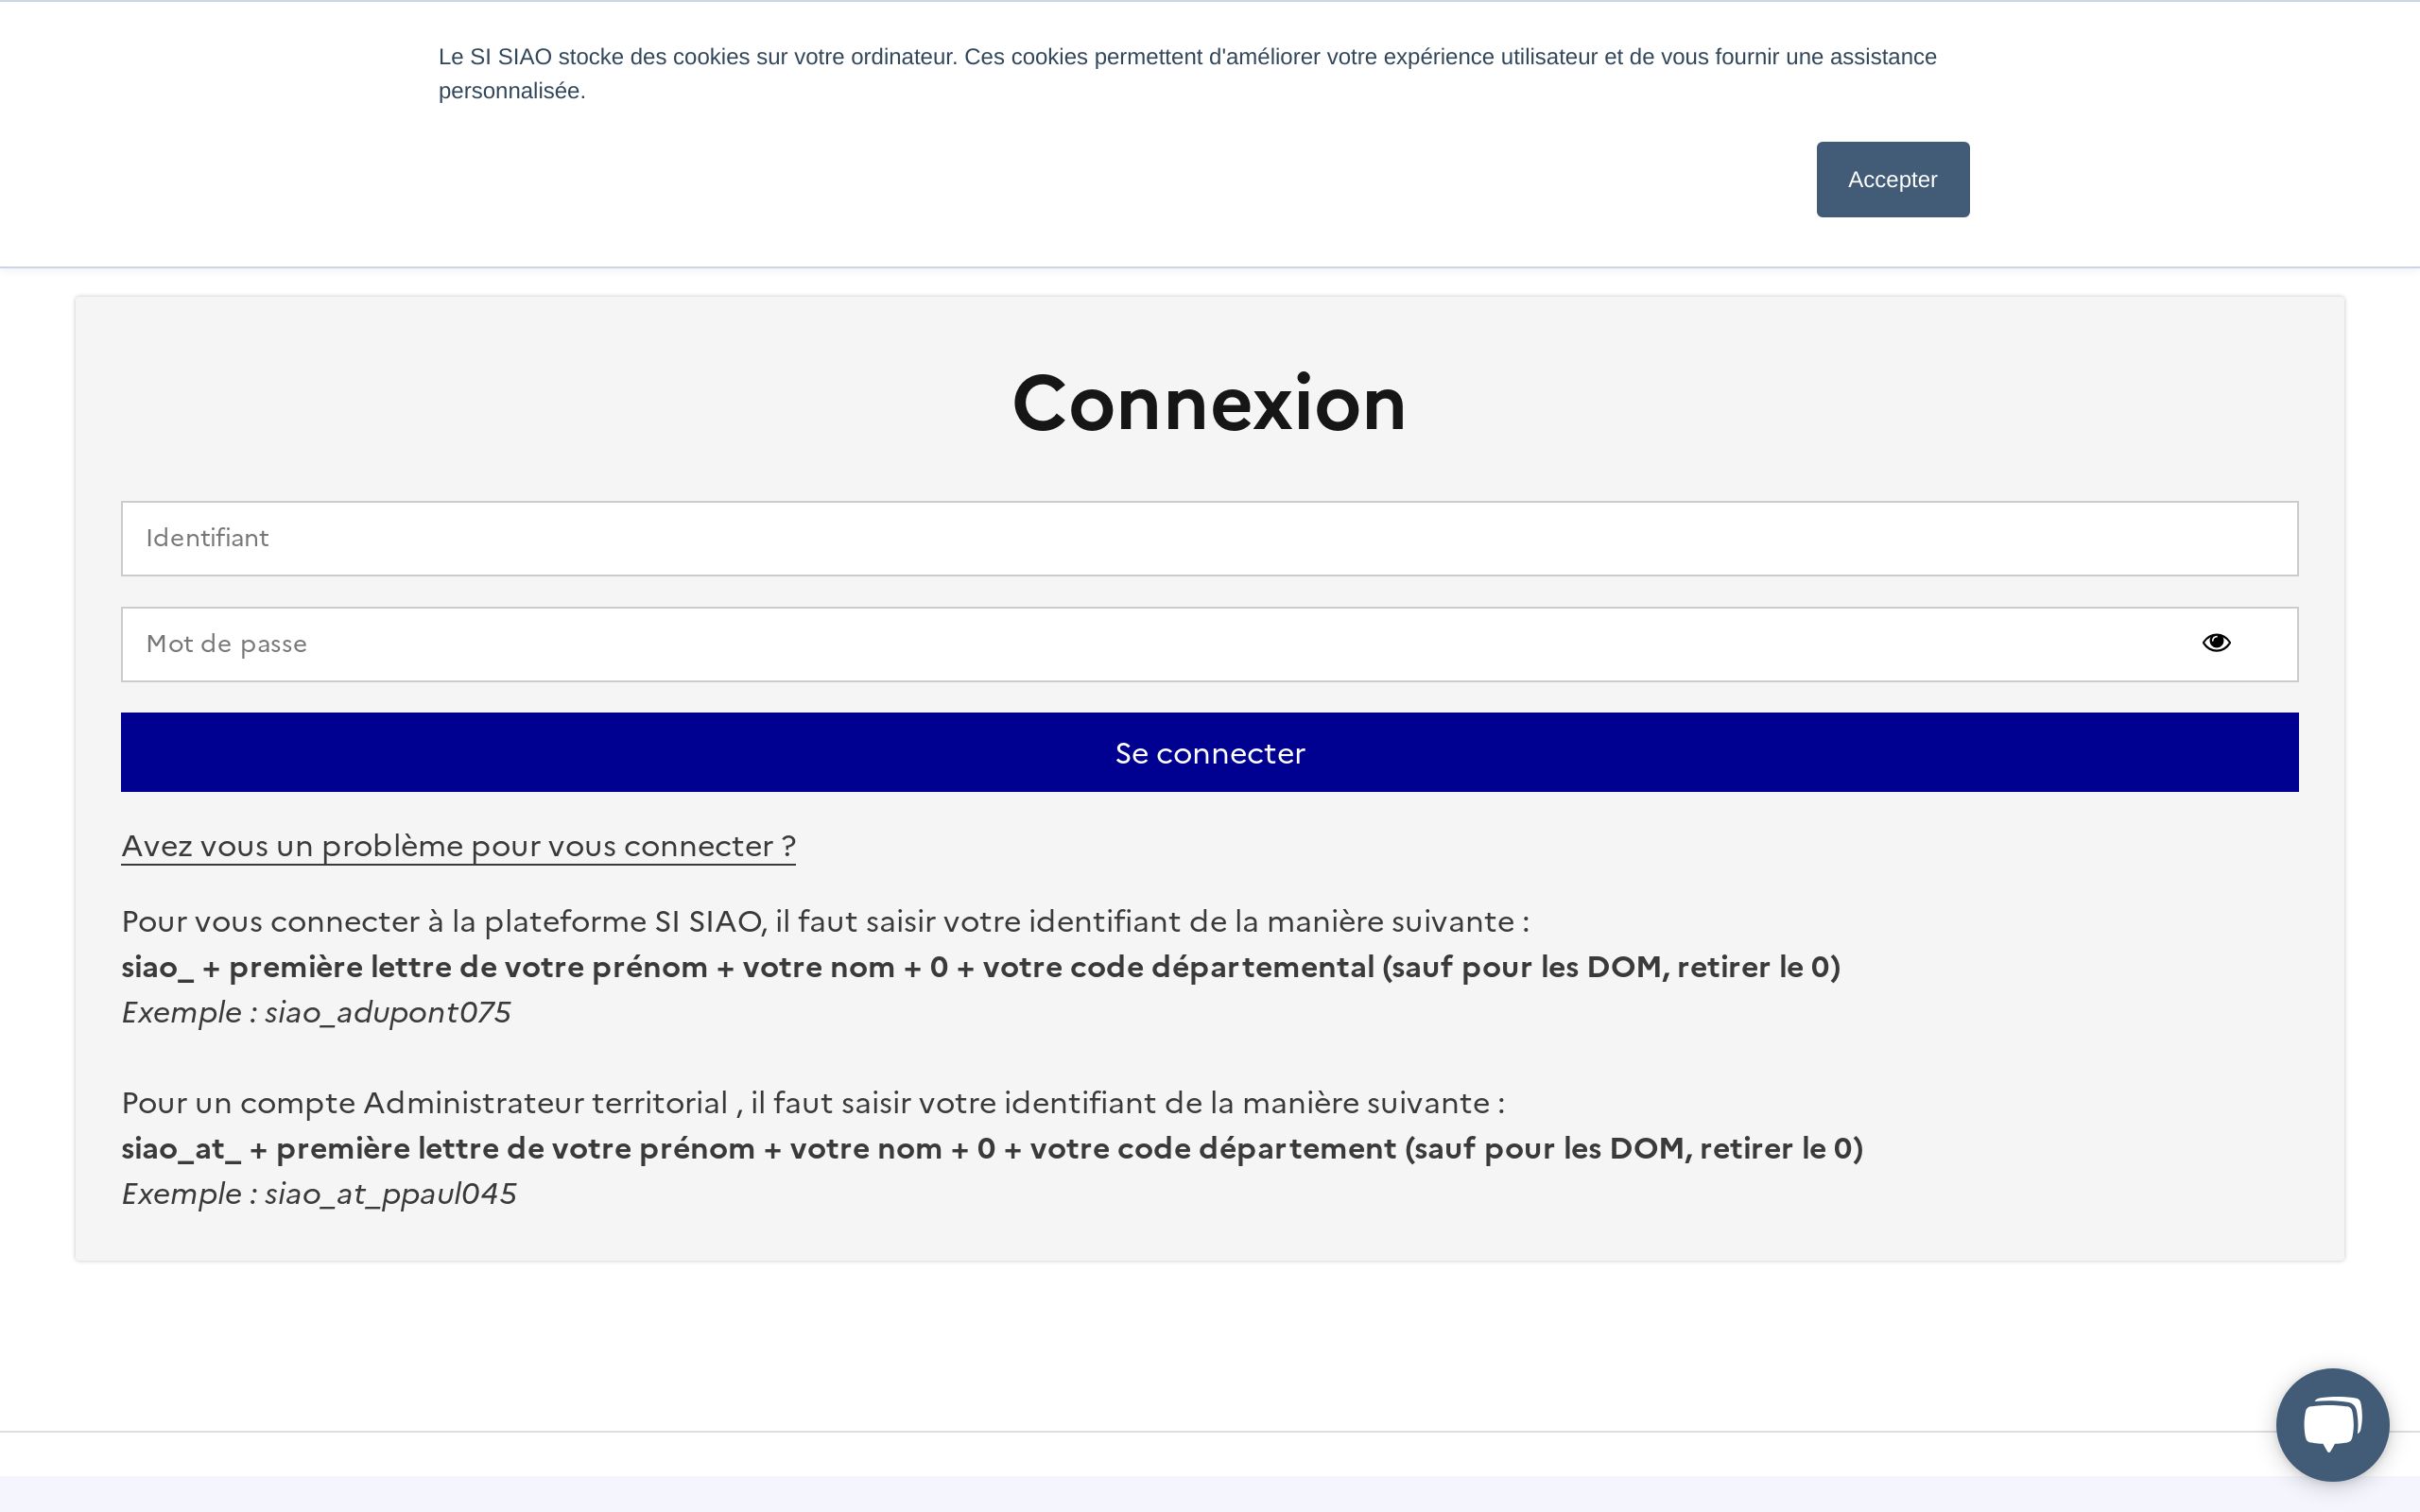 Le SI SIAO stocke des cookies sur votre ordinateur. Ces cookies permettent d'améliorer votre expérience utilisateur et de vous fournir une assistance
personnalisée.
Accepter
Connexion
Identifiant
Mot de passe
Se connecter
Avez vous un problème pour vous connecter ?
Pour vous connecter à la plateforme SI SIAO, il faut saisir votre identifiant de la manière suivante :
siao_ + première lettre de votre prénom + votre nom + 0 + votre code départemental (sauf pour les DOM, retirer le 0)
Exemple : siao_adupont075
Pour un compte Administrateur territorial , il faut saisir votre identifiant de la manière suivante :
siao_at_ + première lettre de votre prénom + votre nom + 0 + votre code département (sauf pour les DOM, retirer le 0)
Exemple : siao_at_ppaul045